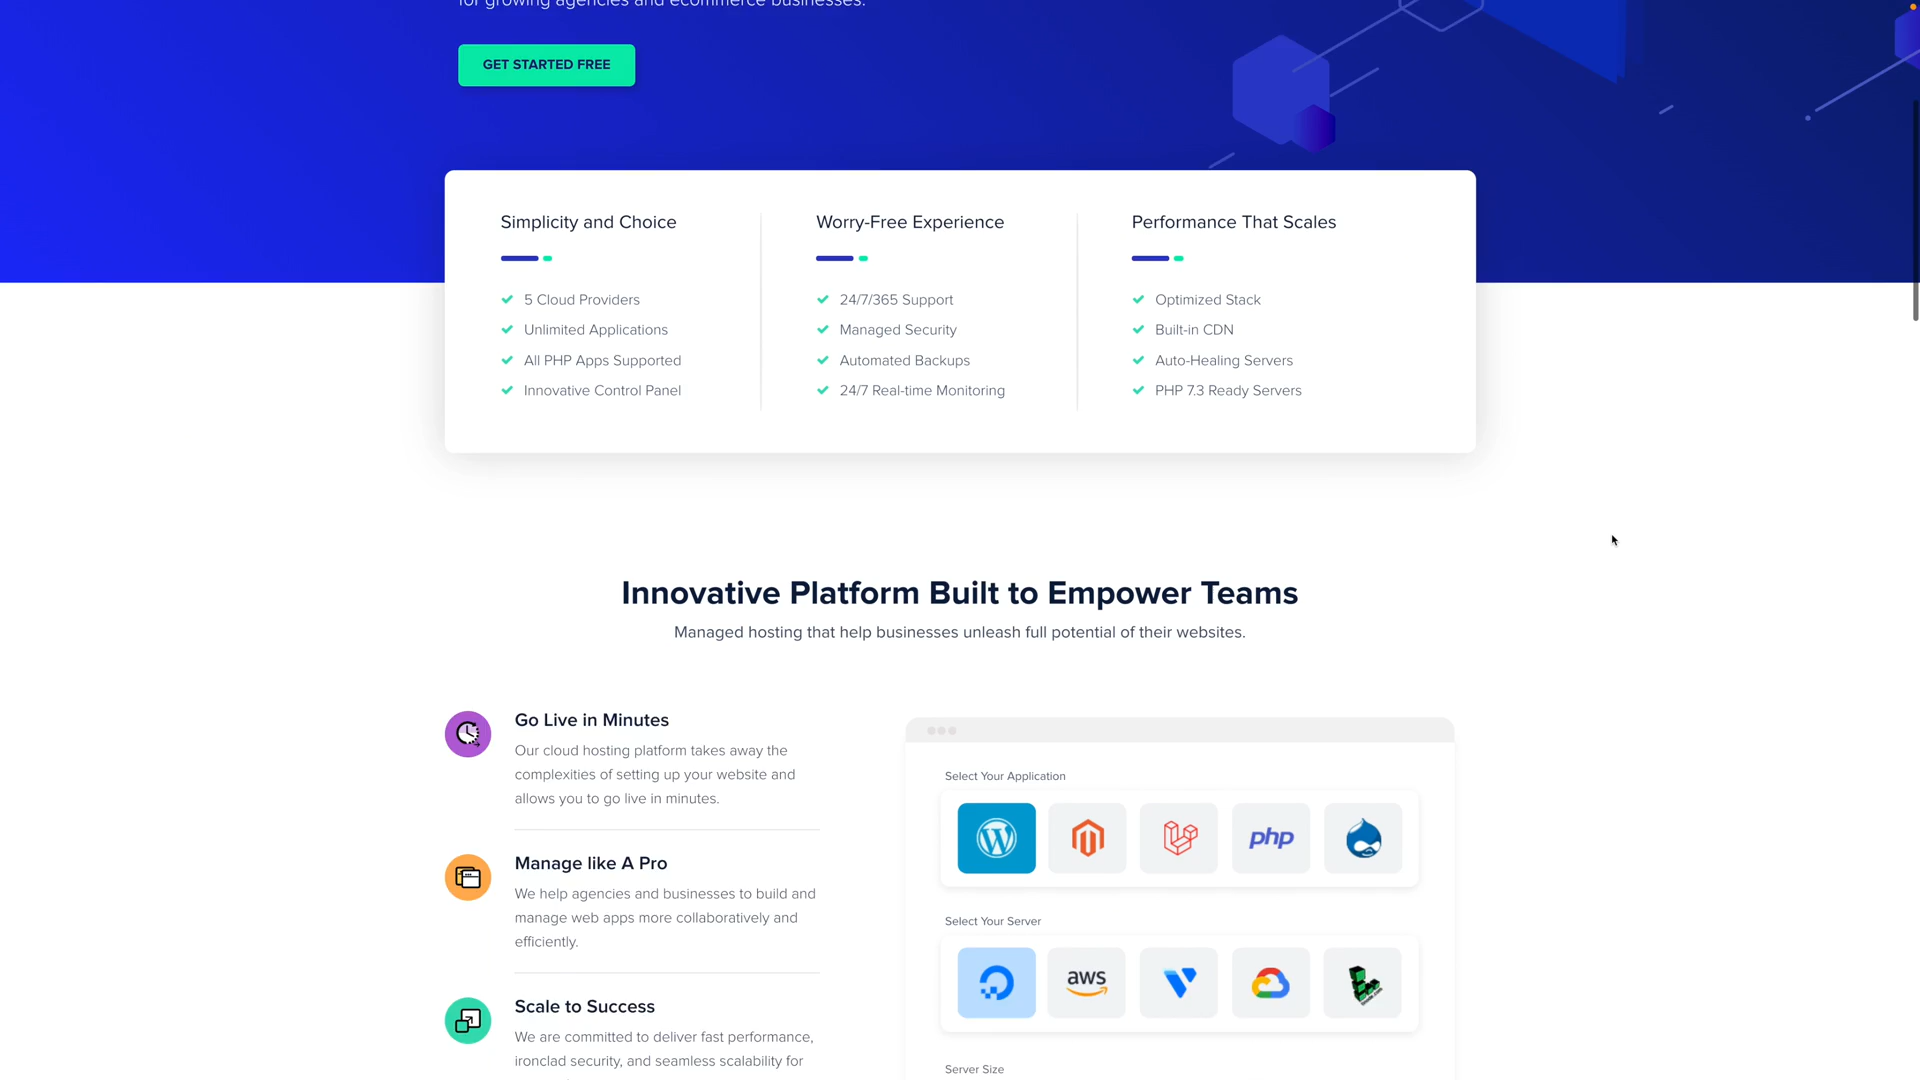 for growing agencies and ecommerce businesses.
GET STARTED FREE
Simplicity and Choice
5 Cloud Providers
Unlimited Applications
All PHP Apps Supported
Innovative Control Panel
Worry-Free Experience
24/7/365 Support
Managed Security
Automated Backups
24/7 Real-time Monitoring
Performance That Scales
Optimized Stack
Built-in CDN
Auto-Healing Servers
PHP 7.3 Ready Servers
Innovative Platform Built to Empower Teams
Managed hosting that help businesses unleash full potential of their websites.
Go Live in Minutes
Our cloud hosting platform takes away the
complexities of setting up your website and
allows you to go live in minutes.
Manage like A Pro
We help agencies and businesses to build and
manage web apps more collaboratively and
efficiently.
Scale to Success
We are committed to deliver fast performance,
ironclad security, and seamless scalability for
Select Your Application
php
Select Your Server
aws
Server Size